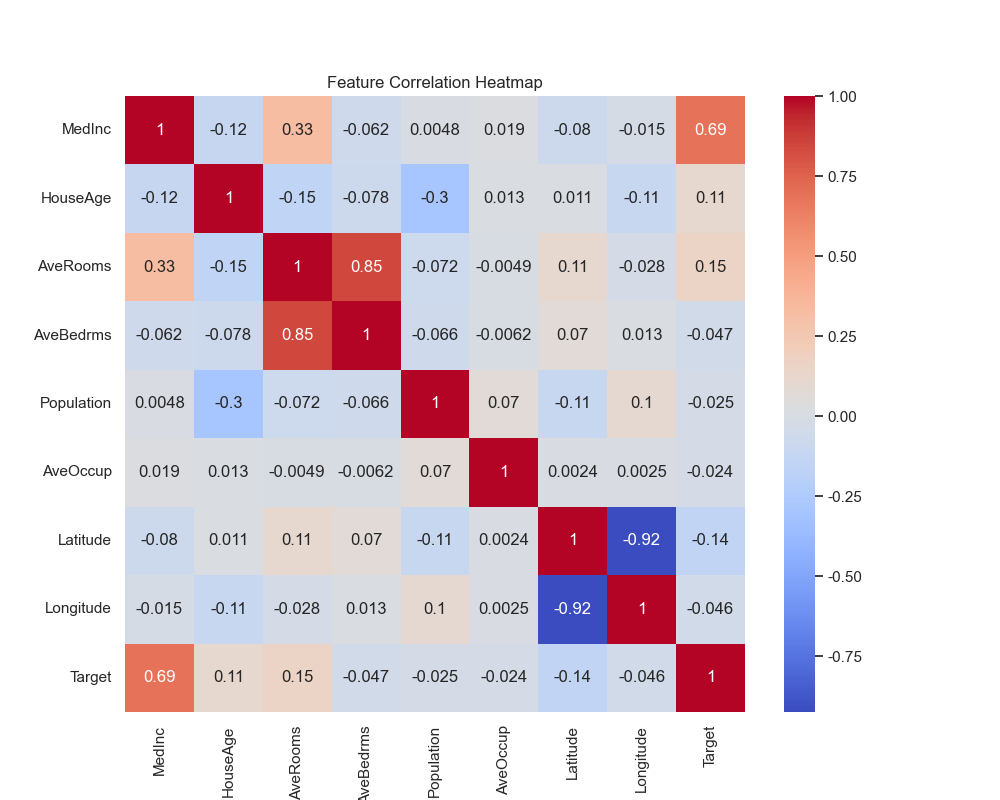 Feature Correlation Heatmap
MedInc 1 -0.12 0.33 -0.062 0.0048 0.019 -0.08 -0.015 0.69
HouseAge -0.12 1 -0.15 -0.078 -0.3 0.013 0.011 -0.11 0.11
AveRooms 0.33 -0.15 1 0.85 -0.072 -0.0049 0.11 -0.028 0.15
AveBedrms -0.062 -0.078 0.85 1 -0.066 -0.0062 0.07 0.013 -0.047
Population 0.0048 -0.3 -0.072 -0.066 1 0.07 -0.11 0.1 -0.025
AveOccup 0.019 0.013 -0.0049 -0.0062 0.07 1 0.0024 0.0025 -0.024
Latitude -0.08 0.011 0.11 0.07 -0.11 0.0024 1 -0.92 -0.14
Longitude -0.015 -0.11 -0.028 0.013 0.1 0.0025 -0.92 1 -0.046
Target 0.69 0.11 0.15 -0.047 -0.025 -0.024 -0.14 -0.046 1
MedInc HouseAge AveRooms AveBedrms Population AveOccup Latitude Longitude Target
1.00
0.75
0.50
0.25
0.00
-0.25
-0.50
-0.75